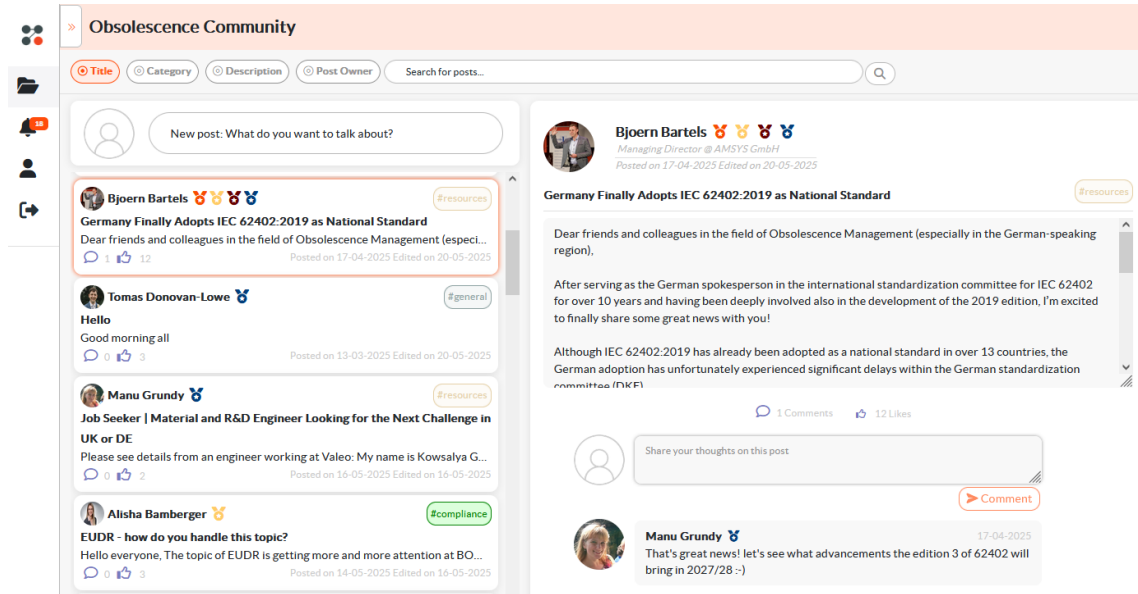 »
Obsolescence Community
Title
Category
Description
Post Owner
Search for posts...
18
New post: What do you want to talk about?
Bjoern Bartels
#resources
Germany Finally Adopts IEC 62402:2019 as National Standard
Dear friends and colleagues in the field of Obsolescence Management (especi...
1 12
Posted on 17-04-2025 Edited on 20-05-2025
Tomas Donovan-Lowe
#general
Hello
Good morning all
0 3
Posted on 13-03-2025 Edited on 20-05-2025
Manu Grundy
#resources
Job Seeker | Material and R&D Engineer Looking for the Next Challenge in
UK or DE
Please see details from an engineer working at Valeo: My name is Kowsalya G...
0 2
Posted on 16-05-2025 Edited on 16-05-2025
Alisha Bamberger
#compliance
EUDR - how do you handle this topic?
Hello everyone, The topic of EUDR is getting more and more attention at BO...
0 3
Posted on 14-05-2025 Edited on 16-05-2025
Bjoern Bartels
Managing Director @ AMSYS GmbH
Posted on 17-04-2025 Edited on 20-05-2025
#resources
Germany Finally Adopts IEC 62402:2019 as National Standard
Dear friends and colleagues in the field of Obsolescence Management (especially in the German-speaking
region),
After serving as the German spokesperson in the international standardization committee for IEC 62402
for over 10 years and having been deeply involved also in the development of the 2019 edition, I'm excited
to finally share some great news with you!
Although IEC 62402:2019 has already been adopted as a national standard in over 13 countries, the
German adoption has unfortunately experienced significant delays within the German standardization
committee (DKE)
1 Comments
12 Likes
Share your thoughts on this post
Comment
Manu Grundy
17-04-2025
That's great news! let's see what advancements the edition 3 of 62402 will
bring in 2027/28 :-)